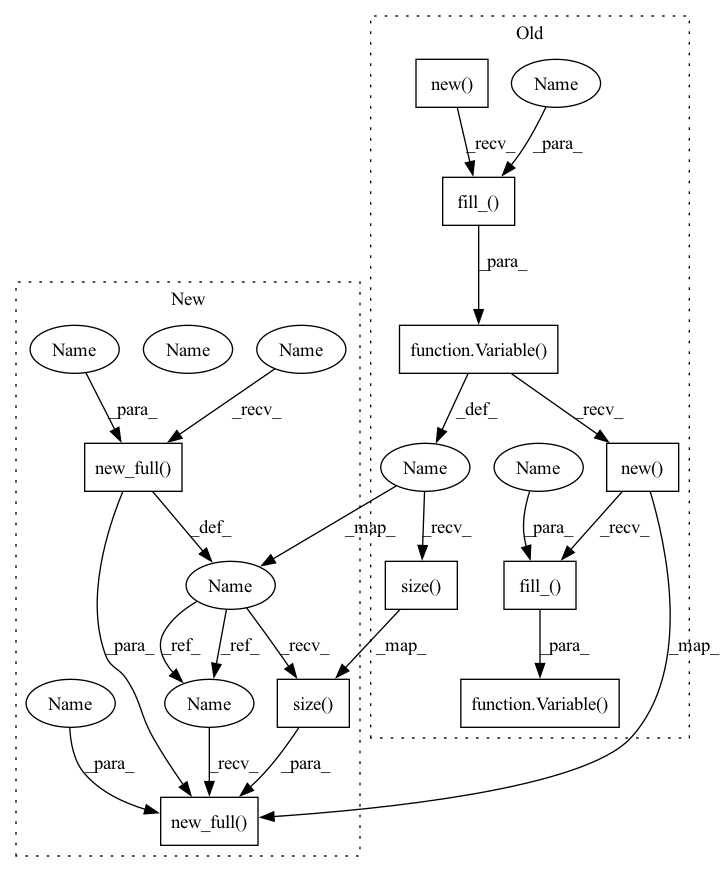 Old
new()
Name
_recv_
_para_
fill_()
_para_
New
Name
Name
Name
function.Variable()
_para_
_recv_
_def_
_recv_
new_full()
Name
Name
new()
_def_
_map_
_recv_
_para_
_recv_
Name
size()
fill_()
_para_
_ref_
_ref_
_recv_
_map_
_para_
_map_
Name
Name
size()
function.Variable()
_para_
_recv_
_para_
new_full()